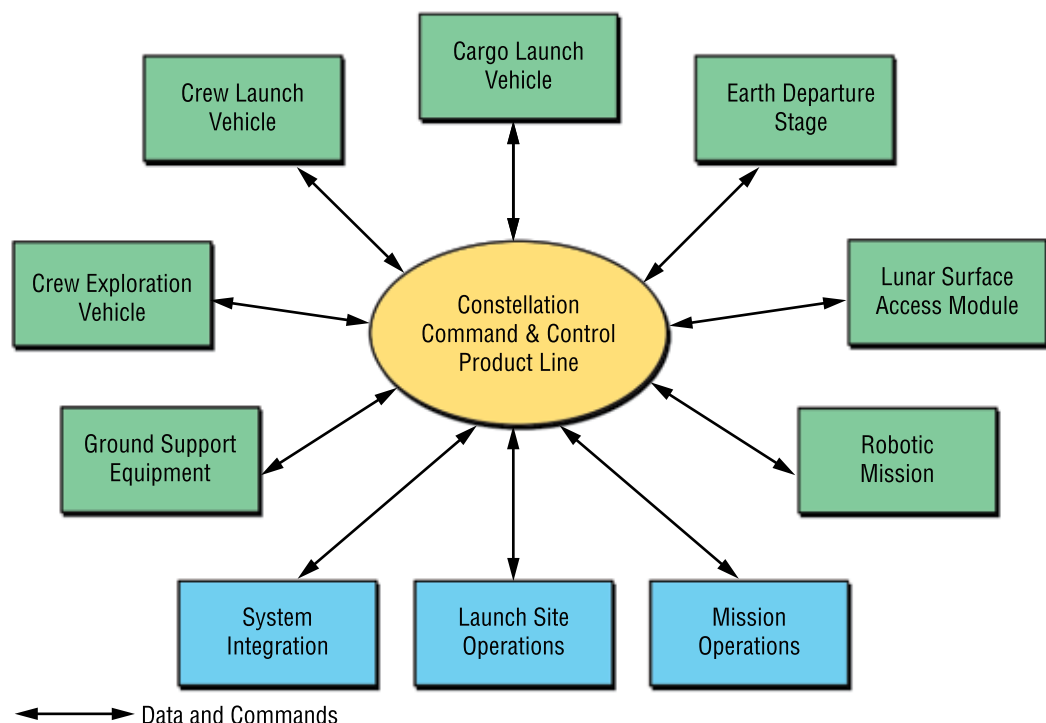 Cargo Launch
Vehicle
Crew Launch
Vehicle
Earth Departure
Stage
Crew Exploration
Vehicle
Constellation
Command & Control
Product Line
Lunar Surface
Access Module
Ground Support
Equipment
Robotic
Mission
System
Integration
Launch Site
Operations
Mission
Operations
Data and Commands